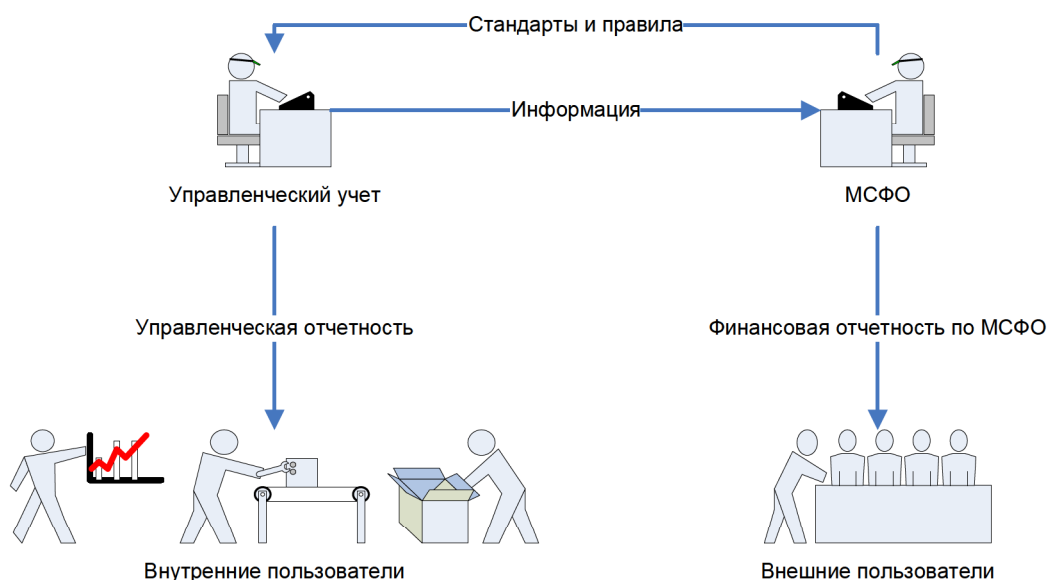 Стандарты и правила
Информация
Управленческий учет
МСФО
Управленческая отчетность
Финансовая отчетность по МСФО
Внутренние пользователи
Внешние пользователи